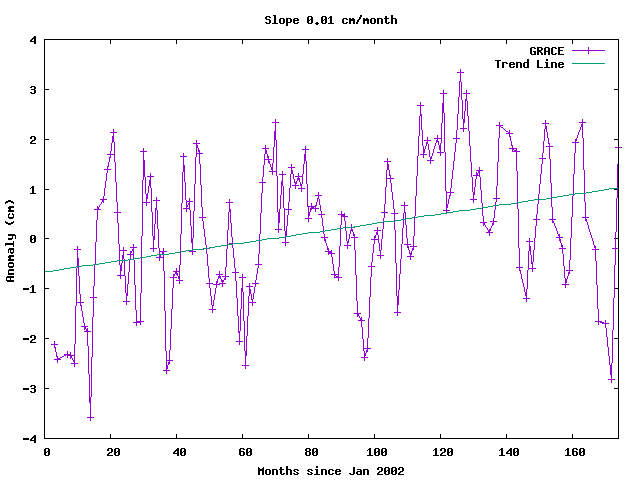 Slope 0.01 cm/month
GRACE
Trend Line
4
3
2
1
0
-1
-2
-3
-4
Anomaly (cm)
0 20 40 60 80 100 120 140 160
Months since Jan 2002